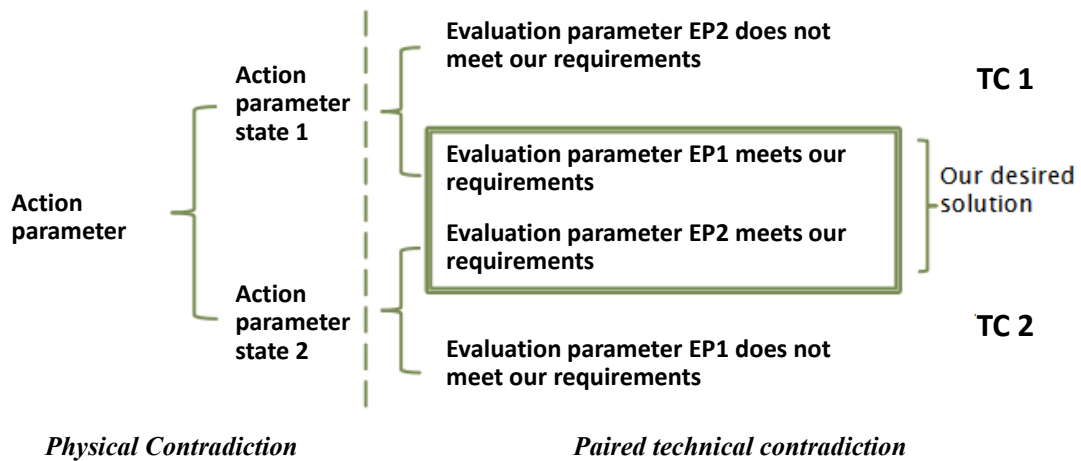 Evaluation parameter EP2 does not
meet our requirements
TC 1
Action
parameter
state 1
Evaluation parameter EP1 meets our
requirements
Our desired
solution
Action
parameter
Evaluation parameter EP2 meets our
requirements
Action
parameter
state 2
TC 2
Evaluation parameter EP1 does not
meet our requirements
Physical Contradiction
Paired technical contradiction